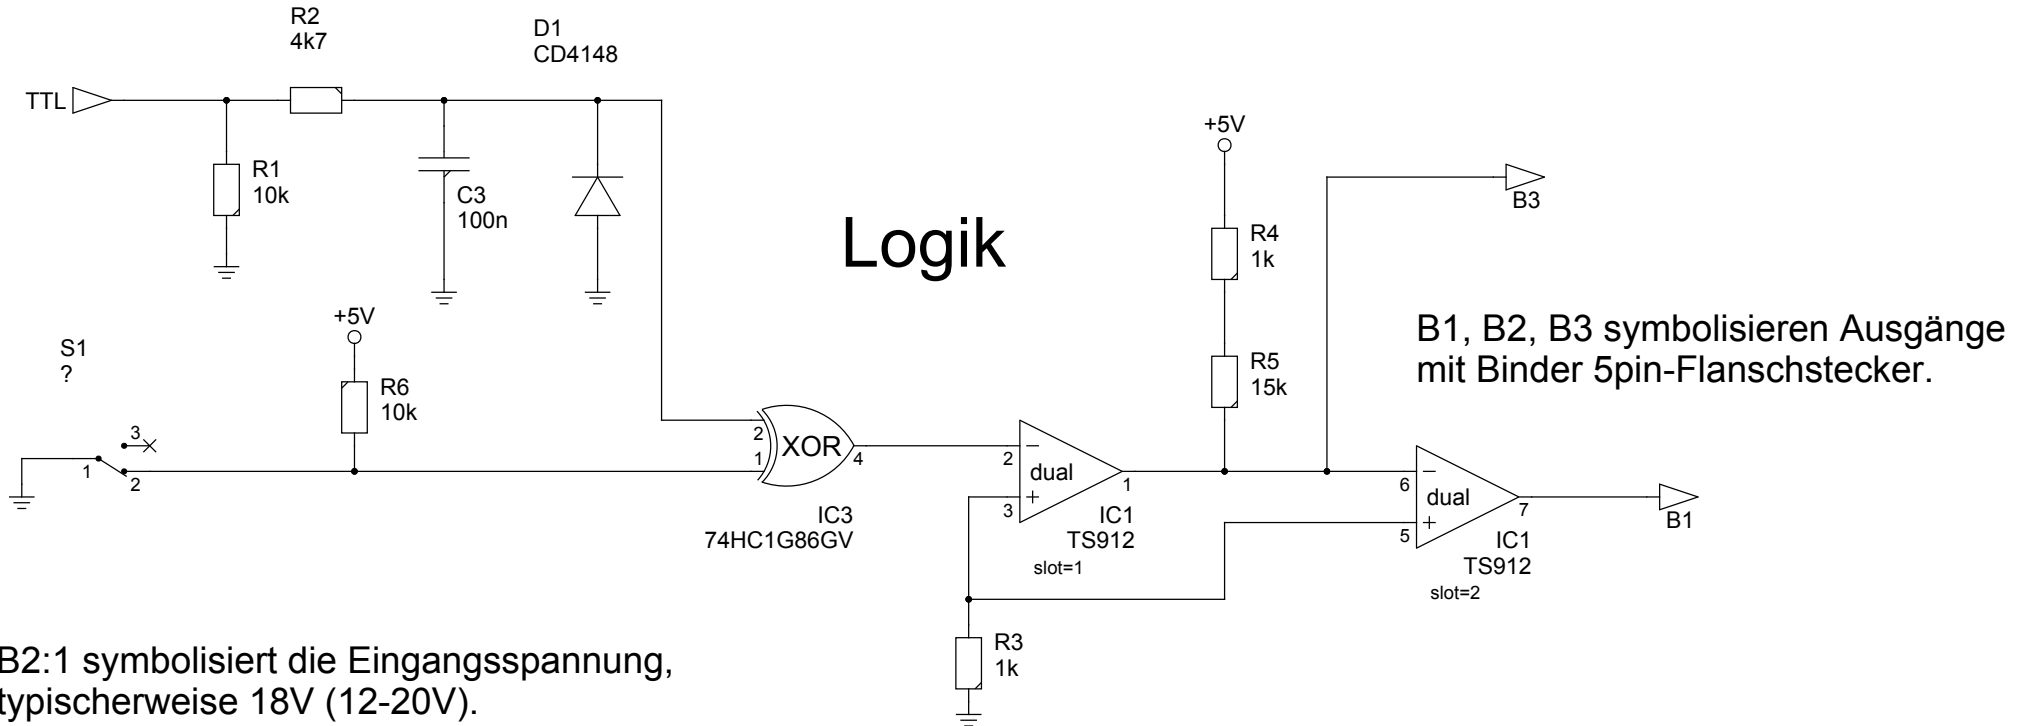 R2
4k7
D1
CD4148
TTL
R1
10k
C3
100n
+5V
R4
1k
B3
Logik
S1
?
+5V
R6
10k
3
1
2
2
1
XOR
4
IC3
74HC1G86GV
2
−
dual
3
+
1
IC1
TS912
slot=1
R5
15k
B1, B2, B3 symbolisieren Ausgänge
mit Binder 5pin-Flanschstecker.
6
−
dual
5
+
7
IC1
TS912
slot=2
B1
R3
1k
B2:1 symbolisiert die Eingangsspannung,
typischerweise 18V (12-20V).